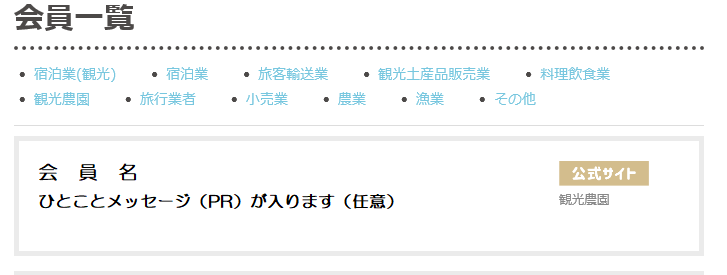 会員一覧
宿泊業(観光) 宿泊業 旅客輸送業 観光土産品販売業 料理飲食業
観光農園 旅行業者 小売業 農業 漁業 その他
会 員 名
公式サイト
ひとことメッセージ（PR）が入ります（任意）
観光農園